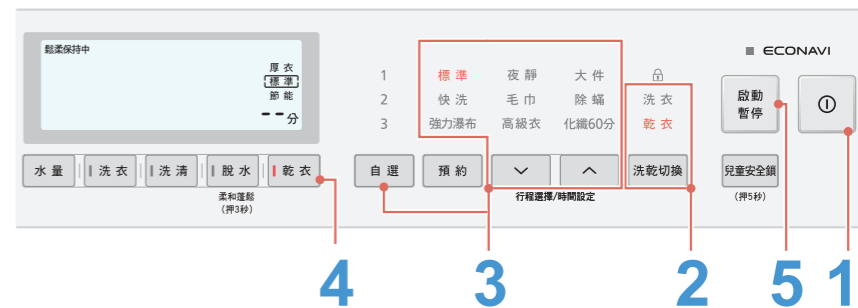 鬆柔保持中
厚衣
標準
節能
--分
1 標準 夜靜 大件
2 快洗 毛巾 除蟎 洗衣
3 強力瀑布 高級衣 化纖60分 乾衣
ECONAVI
啟動
暫停
水量 洗衣 洗清 脫水 乾衣 自選 預約 洗乾切換 兒童安全鎖
柔和蓬鬆
(押3秒)
行程選擇/時間設定
(押5秒)
4 3 2 5 1